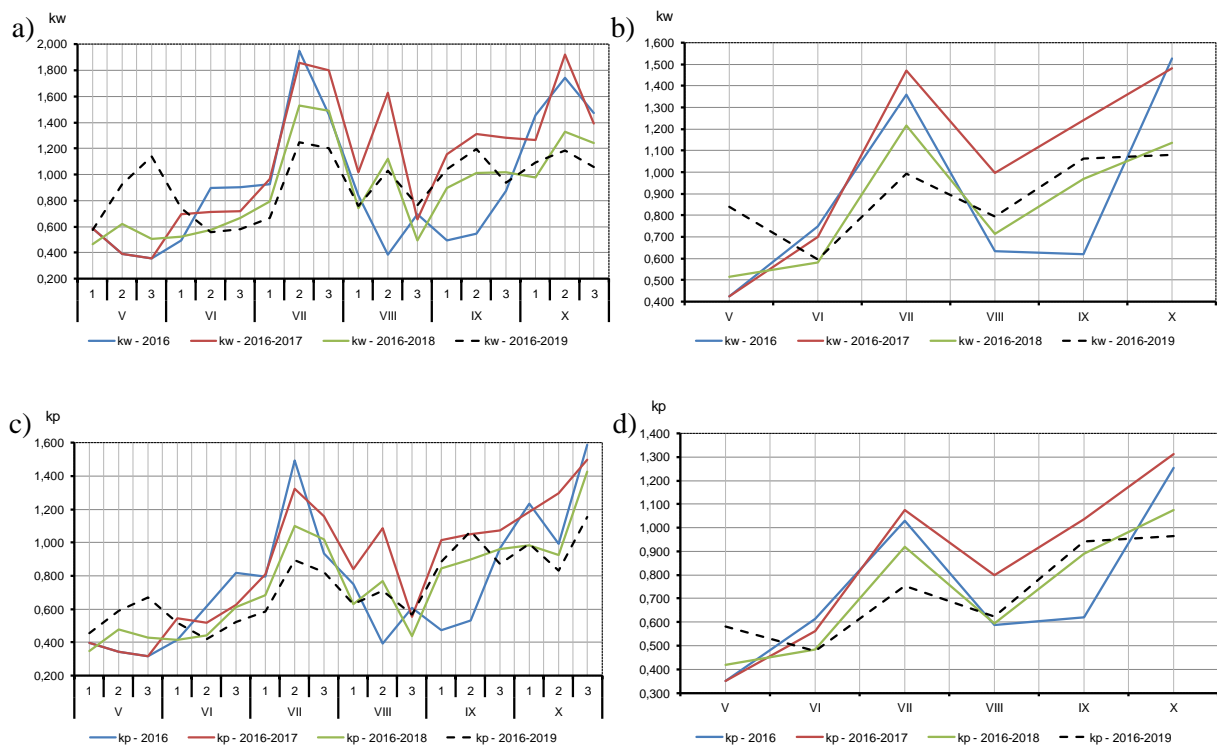 a)
kw
2,000
1,800
1,600
1,400
1,200
1,000
0,800
0,600
0,400
0,200
1 2 3 1 2 3 1 2 3 1 2 3 1 2 3 1 2 3
V VI VII VIII IX X
kw - 2016 kw - 2016-2017 kw - 2016-2018 kw - 2016-2019
b)
kw
1,600
1,500
1,400
1,300
1,200
1,100
1,000
0,900
0,800
0,700
0,600
0,500
0,400
V VI VII VIII IX X
kw - 2016 kw - 2016-2017 kw - 2016-2018 kw - 2016-2019
c)
kp
1,600
1,400
1,200
1,000
0,800
0,600
0,400
0,200
1 2 3 1 2 3 1 2 3 1 2 3 1 2 3 1 2 3
V VI VII VIII IX X
kp - 2016 kp - 2016-2017 kp - 2016-2018 kp - 2016-2019
d)
kp
1,400
1,300
1,200
1,100
1,000
0,900
0,800
0,700
0,600
0,500
0,400
0,300
V VI VII VIII IX X
kp - 2016 kp - 2016-2017 kp - 2016-2018 kp - 2016-2019